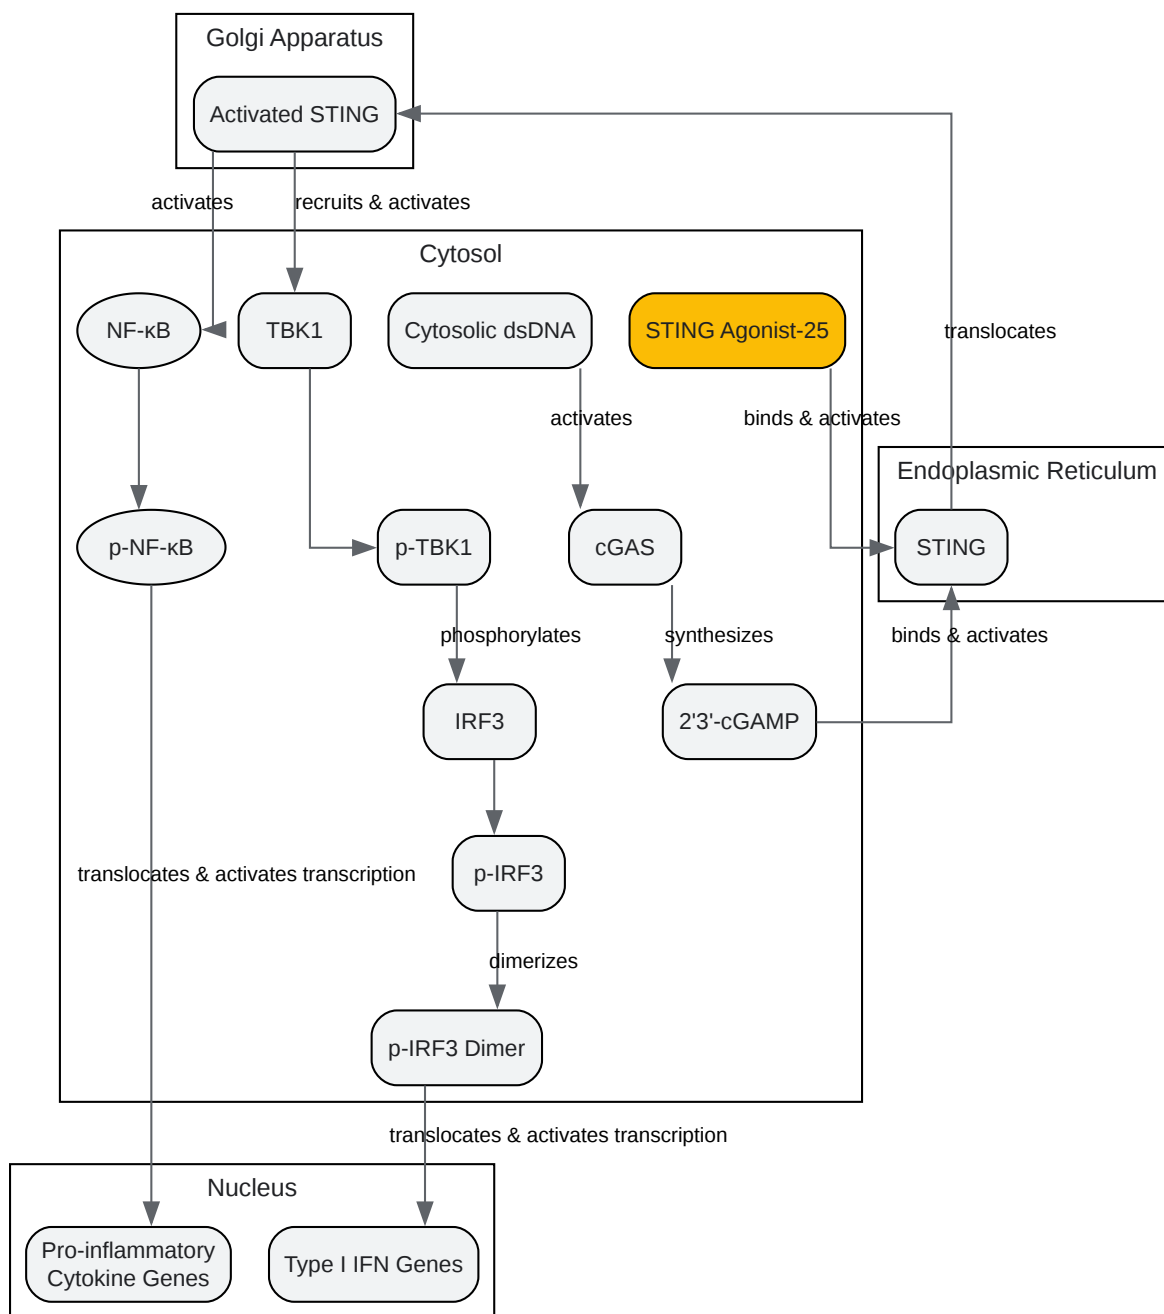 Golgi Apparatus
Activated STING
activates
recruits & activates
Cytosol
NF-κB
TBK1
Cytosolic dsDNA
STING Agonist-25
translocates
activates
binds & activates
Endoplasmic Reticulum
p-NF-κB
p-TBK1
cGAS
STING
phosphorylates
synthesizes
binds & activates
IRF3
2'3'-cGAMP
translocates & activates transcription
p-IRF3
dimerizes
p-IRF3 Dimer
translocates & activates transcription
Nucleus
Pro-inflammatory
Cytokine Genes
Type I IFN Genes